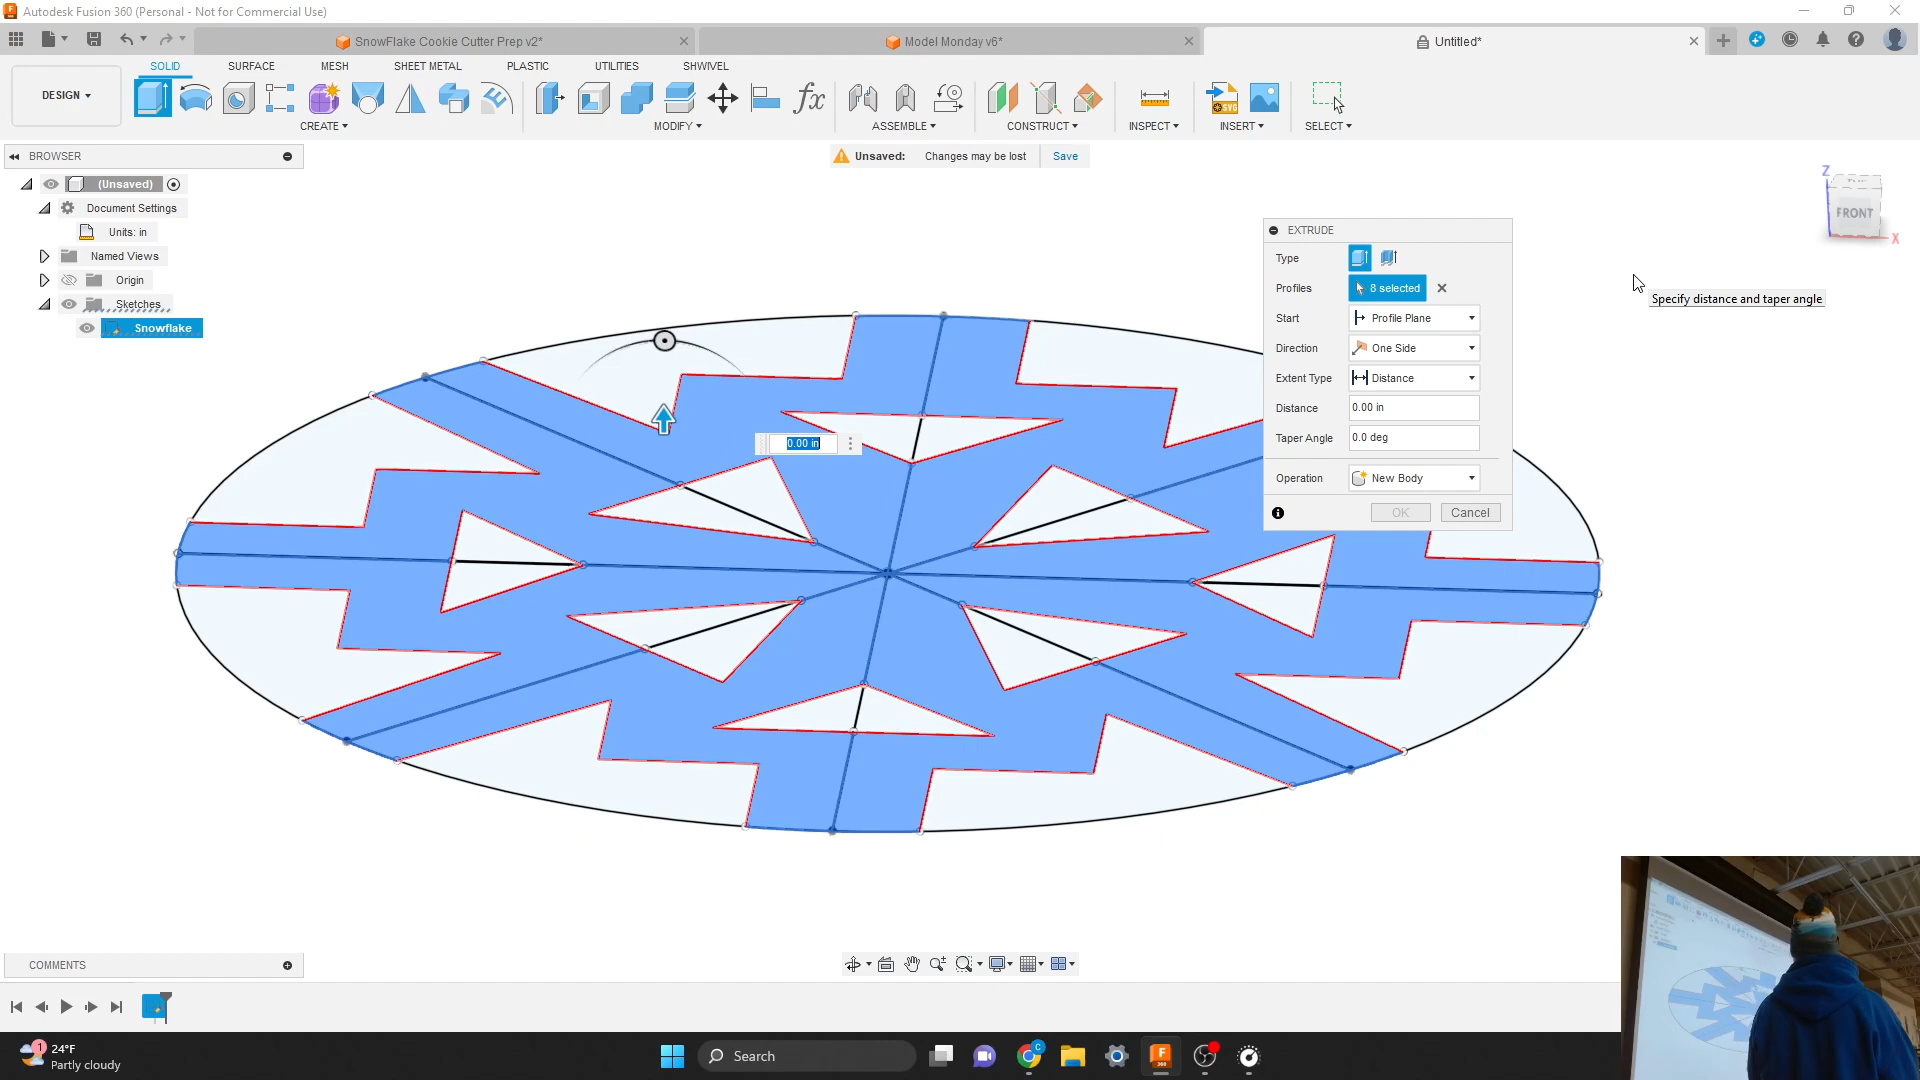 Autodesk Fusion 360 (Personal - Not for Commercial Use)
SnowFlake Cookie Cutter Prep v2*
Model Monday v6*
Untitled*
SOLID SURFACE MESH SHEET METAL PLASTIC UTILITIES SHWIVEL
DESIGN
CREATE MODIFY ASSEMBLE CONSTRUCT INSPECT INSERT SELECT
fx
SVG
BROWSER
Unsaved: Changes may be lost Save
(Unsaved)
Document Settings
Units: in
Named Views
Origin
Sketches
Snowflake
Z
FRONT
X
EXTRUDE
Type
Profiles 8 selected
Start Profile Plane
Direction One Side
Extent Type Distance
Distance 0.00 in
Taper Angle 0.0 deg
Operation New Body
OK Cancel
Specify distance and taper angle
0.00 in
COMMENTS
1
24°F
Partly cloudy
Search
C
F
360